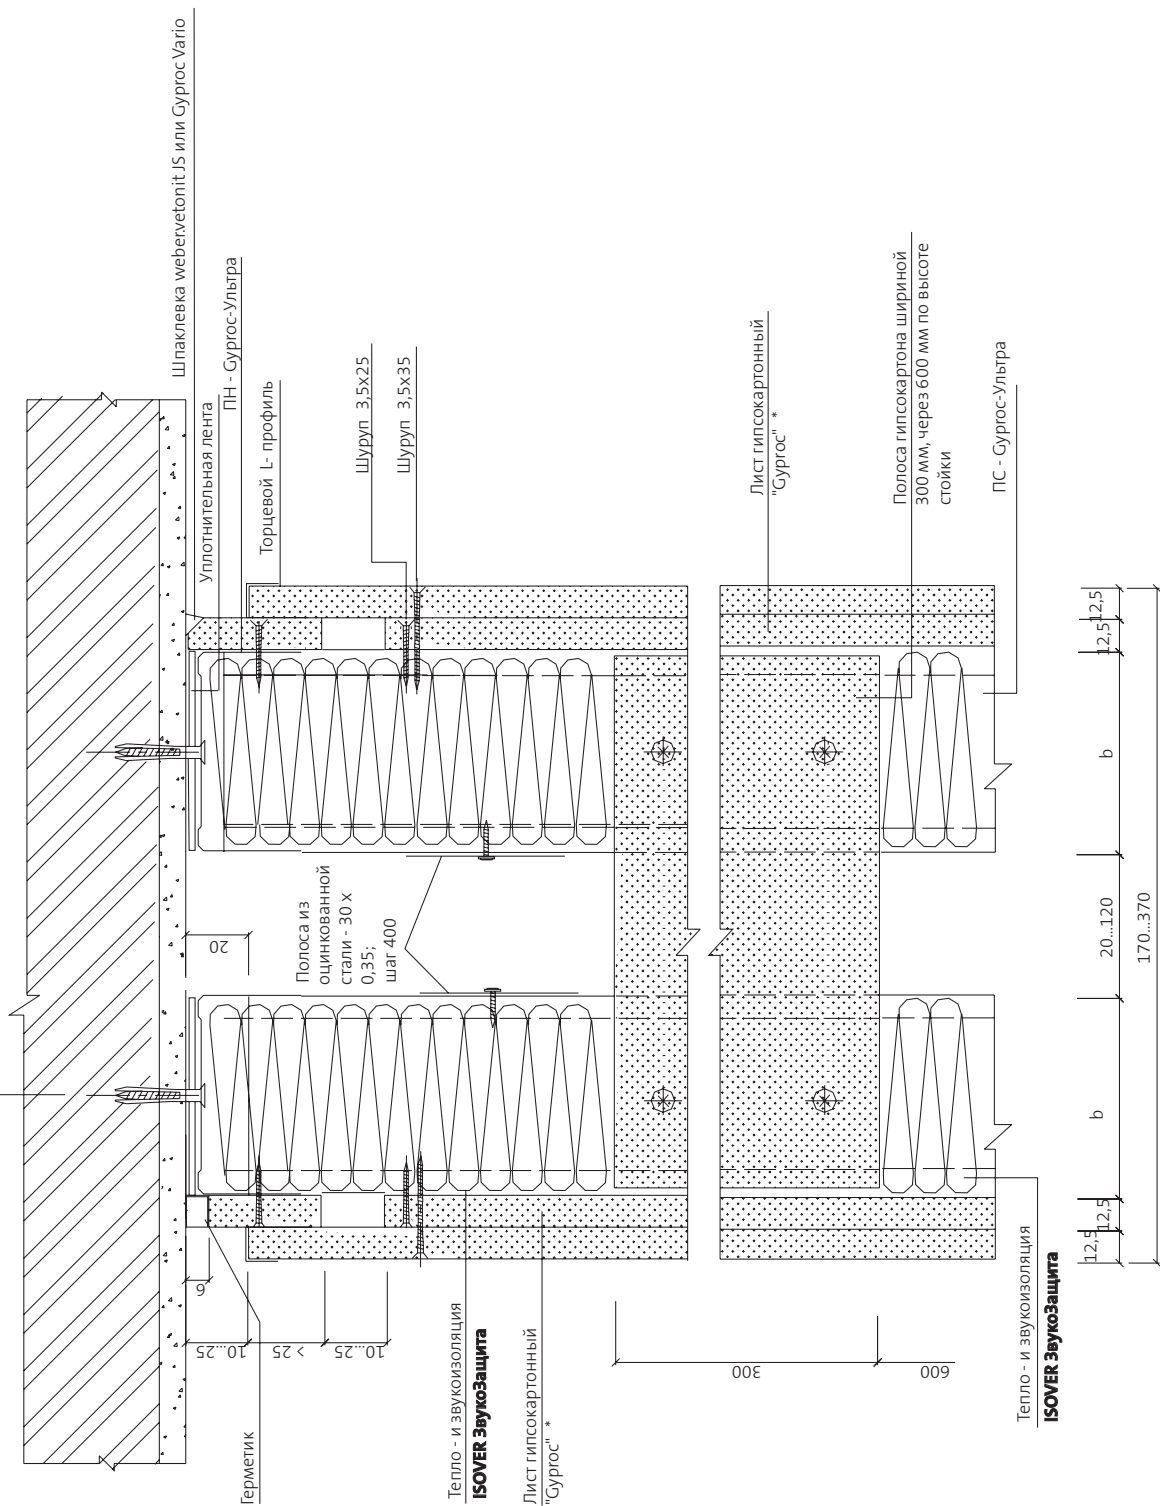 Шпаклевка weber.vetonit JS или Gyproc Vario
Уплотнительная лента
ПН - Gyproc-Ультра
Торцевой L- профиль
Шуруп 3,5x25
Шуруп 3,5x35
Лист гипсокартонный
"Gyproc" *
Полоса гипсокартона шириной
300 мм, через 600 мм по высоте
стойки
ПС - Gyproc-Ультра
Полоса из
оцинкованной
стали - 30 x
0,35;
шаг 400
20
6
10...25
> 25
10...25
300
600
Герметик
Тепло - и звукоизоляция
ISOVER ЗвукоЗащита
Лист гипсокартонный
"Gyproc" *
Тепло - и звукоизоляция
ISOVER ЗвукоЗащита
12,5
12,5
b
20...120
b
12,5
12,5
170...370